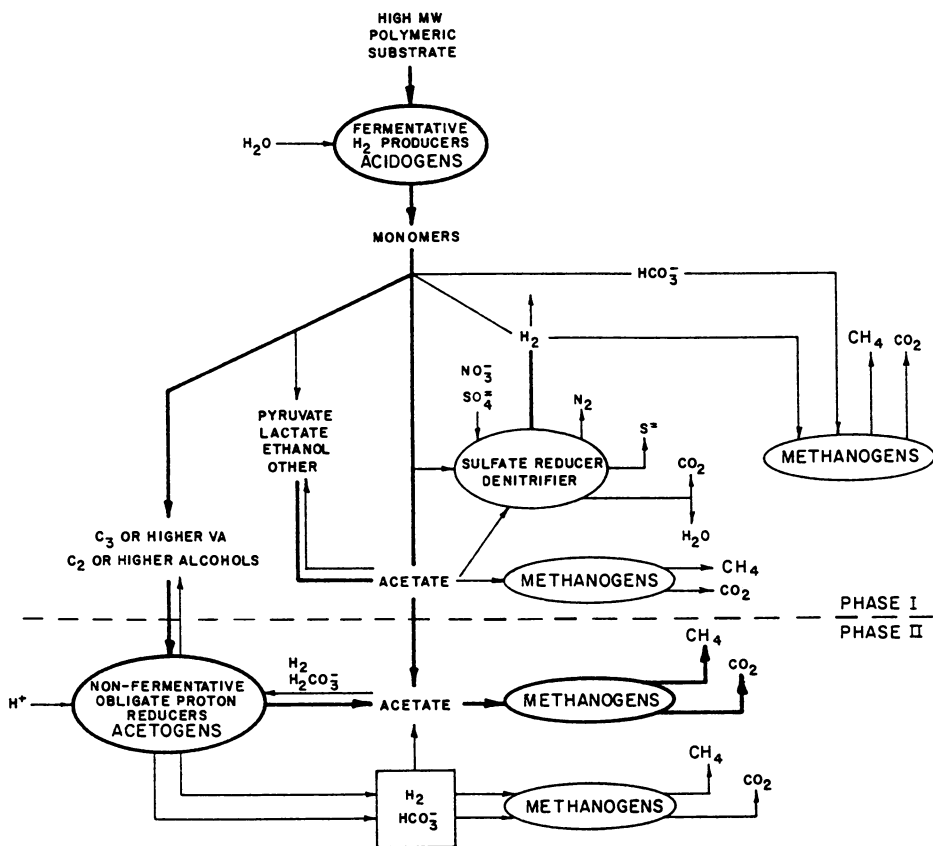 HIGH MW
POLYMERIC
SUBSTRATE
H2O
FERMENTATIVE
H2 PRODUCERS
ACIDOGENS
MONOMERS
HCO3-
H2
CH4
CO2
NO3-
SO4=
N2
S=
PYRUVATE
LACTATE
ETHANOL
OTHER
SULFATE REDUCER
DENITRIFIER
METHANOGENS
CO2
H2O
C3 OR HIGHER VA
C2 OR HIGHER ALCOHOLS
ACETATE
METHANOGENS
CH4
CO2
PHASE I
PHASE II
CH4
CO2
H2
H2CO3-
H+
NON-FERMENTATIVE
OBLIGATE PROTON
REDUCERS
ACETOGENS
ACETATE
METHANOGENS
H2
HCO3-
METHANOGENS
CH4
CO2